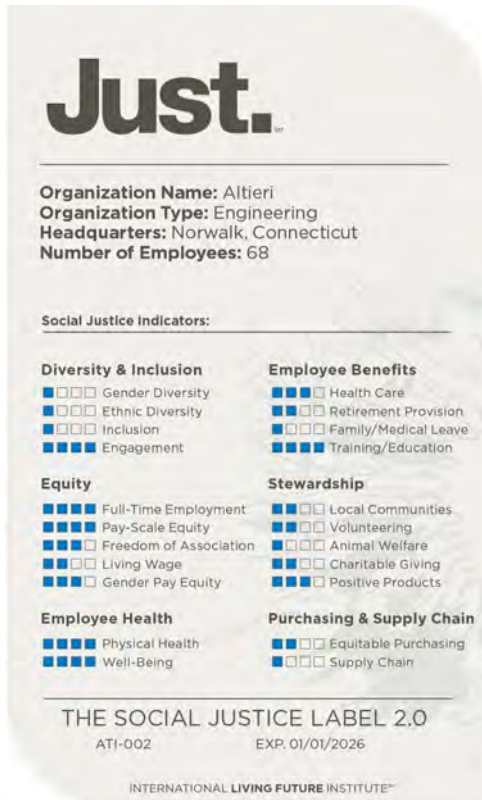 Just.
Organization Name: Altieri
Organization Type: Engineering
Headquarters: Norwalk, Connecticut
Number of Employees: 68
Social Justice Indicators:
Diversity & Inclusion
Gender Diversity
Ethnic Diversity
Inclusion
Engagement
Equity
Full-Time Employment
Pay-Scale Equity
Freedom of Association
Living Wage
Gender Pay Equity
Employee Health
Physical Health
Well-Being
Employee Benefits
Health Care
Retirement Provision
Family/Medical Leave
Training/Education
Stewardship
Local Communities
Volunteering
Animal Welfare
Charitable Giving
Positive Products
Purchasing & Supply Chain
Equitable Purchasing
Supply Chain
THE SOCIAL JUSTICE LABEL 2.0
ATI-002 EXP. 01/01/2026
INTERNATIONAL LIVING FUTURE INSTITUTE